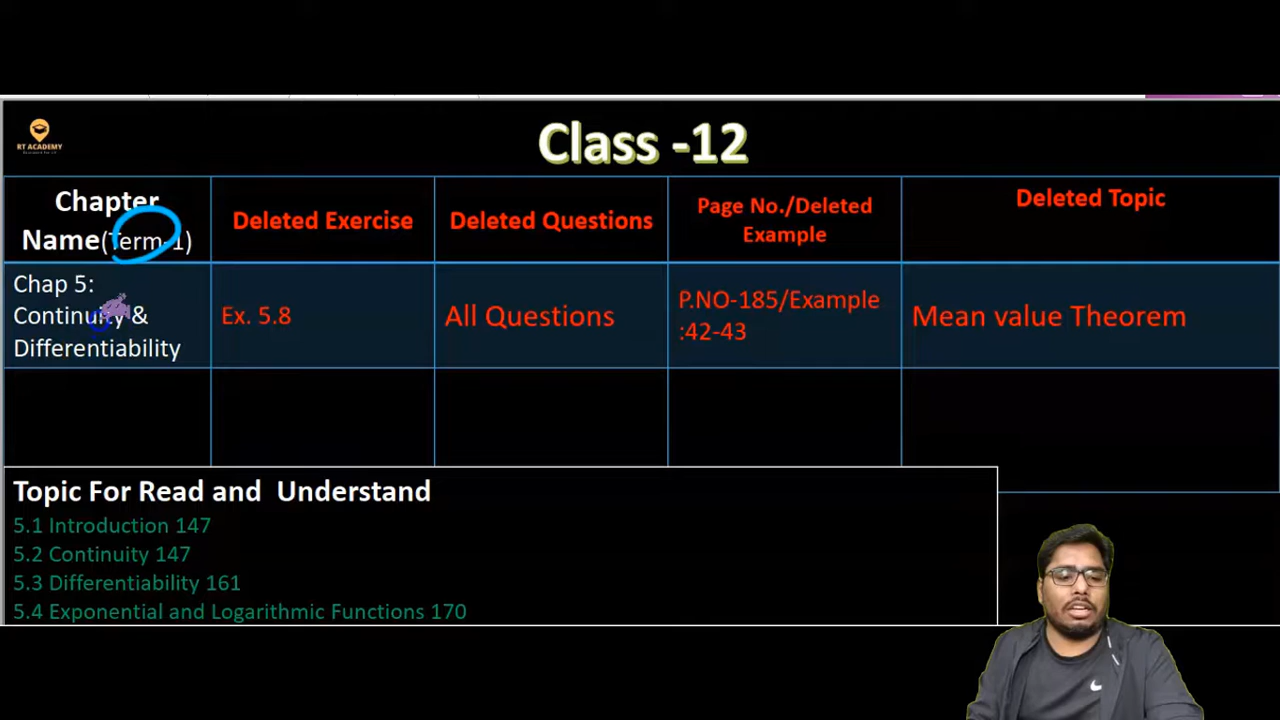 RT ACADEMY
Class -12
Chapter
Name(Term-1)
Deleted Exercise
Deleted Questions
Page No./Deleted
Example
Deleted Topic
Chap 5:
Continuity &
Differentiability
Ex. 5.8
All Questions
P.NO-185/Example
:42-43
Mean value Theorem
Topic For Read and Understand
5.1 Introduction 147
5.2 Continuity 147
5.3 Differentiability 161
5.4 Exponential and Logarithmic Functions 170